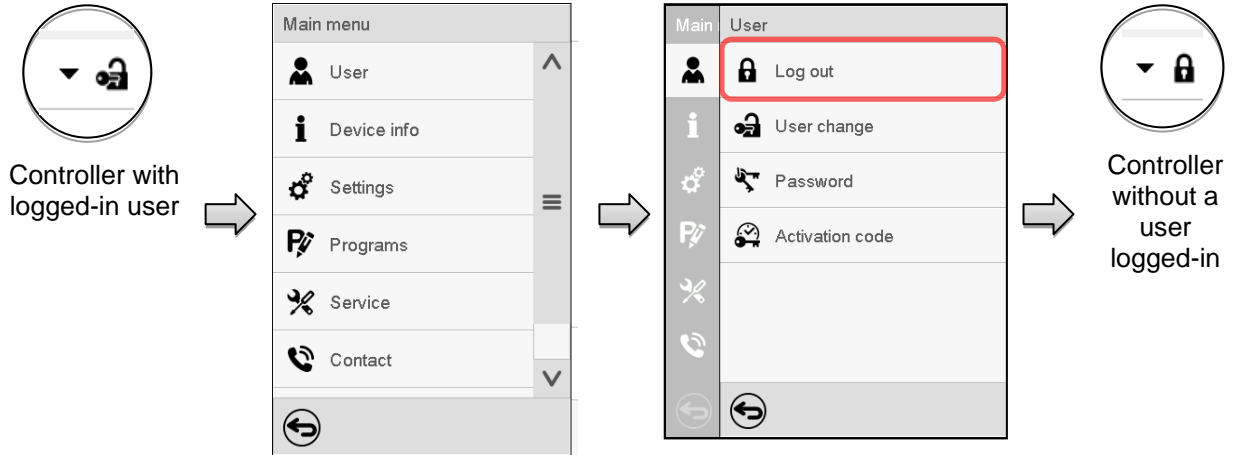 Controller with
logged-in user
Main menu
User
Device info
Settings
Programs
Service
Contact
Main
User
Log out
User change
Password
Activation code
Controller
without a
user
logged-in